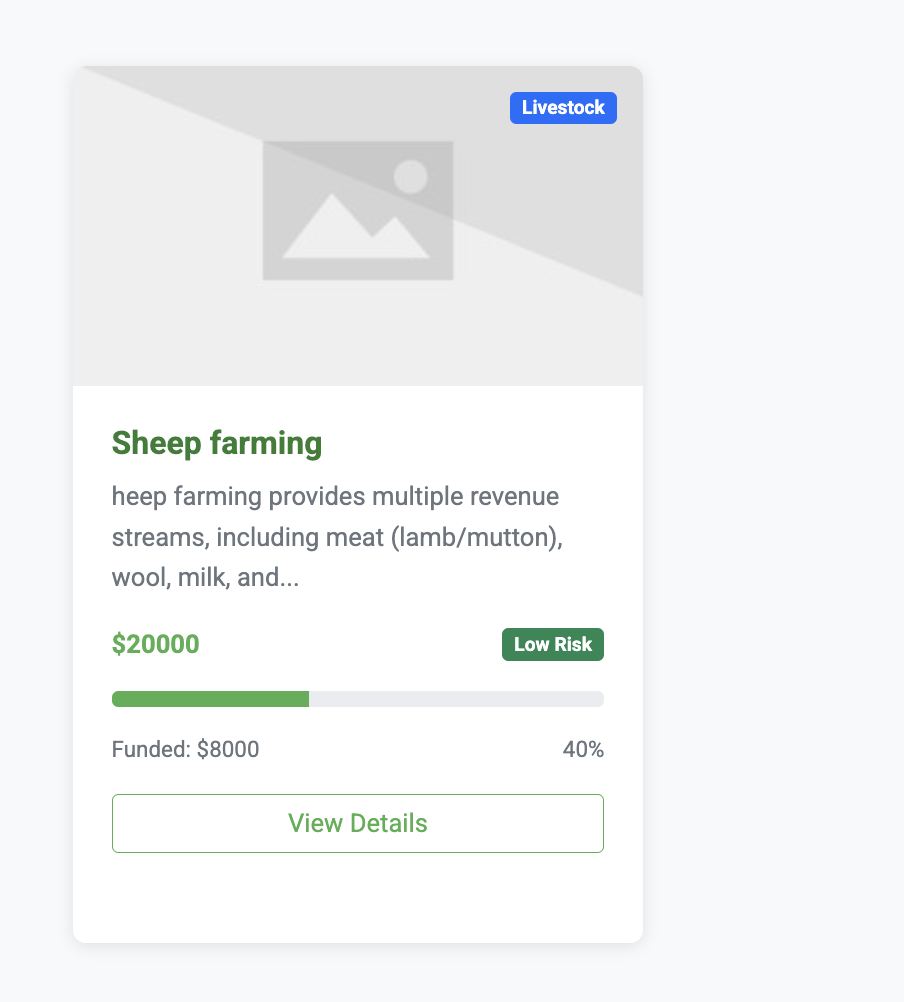 Livestock
Sheep farming
heep farming provides multiple revenue
streams, including meat (lamb/mutton),
wool, milk, and...
$20000
Low Risk
Funded: $8000
40%
View Details